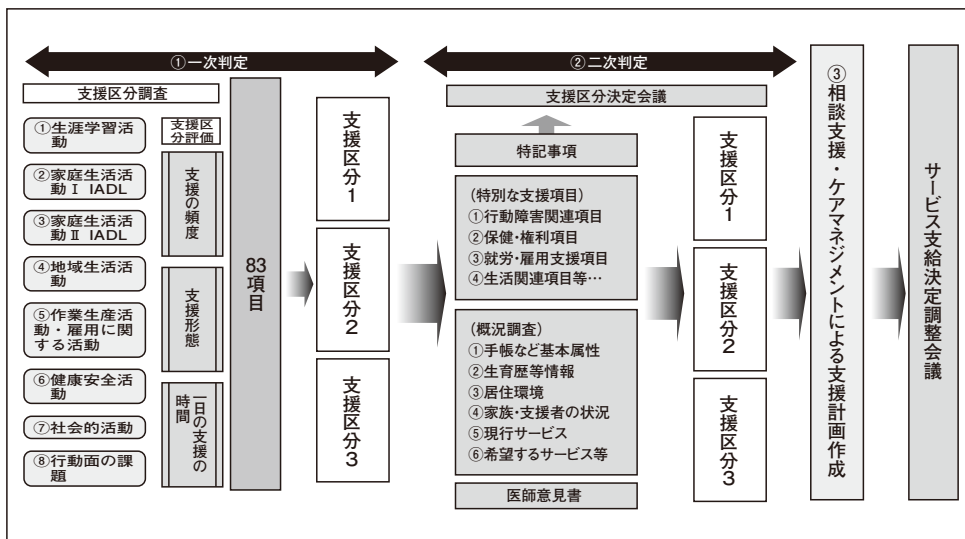 ①一次判定
支援区分調査
①生涯学習活
動
②家庭生活活
動Ⅰ IADL
③家庭生活活
動Ⅱ IADL
④地域生活活
動
⑤作業生産活
動・雇用に関
する活動
⑥健康安全活
動
⑦社会的活動
⑧行動面の課
題
支援区
分評価
支援の頻度
支援形態
一日の支援の
時間
83項目
支援区分1
支援区分2
支援区分3
②二次判定
支援区分決定会議
特記事項
(特別な支援項目)
①行動障害関連項目
②保健・権利項目
③就労・雇用支援項目
④生活関連項目等…
(概況調査)
①手帳など基本属性
②生育歴等情報
③居住環境
④家族・支援者の状況
⑤現行サービス
⑥希望するサービス等
医師意見書
支援区分1
支援区分2
支援区分3
③相談支援・ケアマネジメントによる支援計画作成
サービス支給決定調整会議